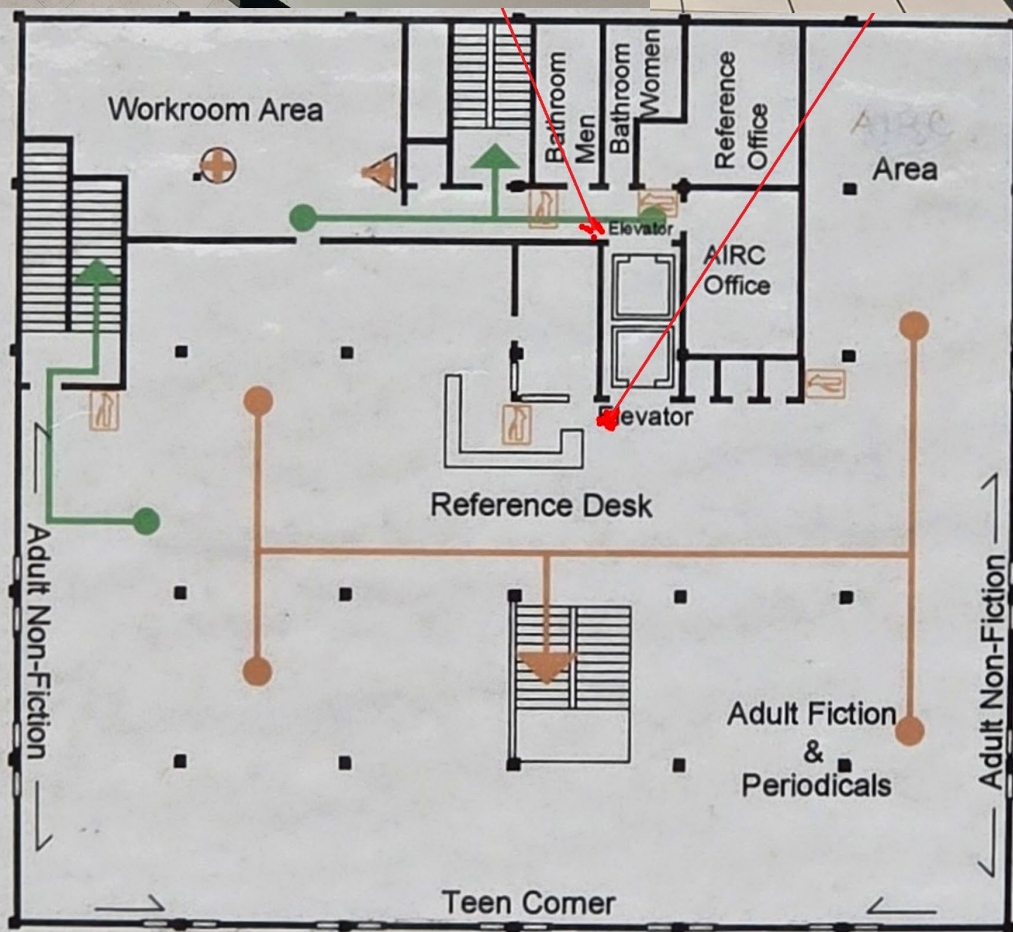 Workroom Area
Bathroom
Men
Bathroom
Women
Reference
Office
AIRC
Area
Elevator
AIRC
Office
Elevator
Reference Desk
Adult Non-Fiction
Adult Non-Fiction
Adult Fiction
&
Periodicals
Teen Corner